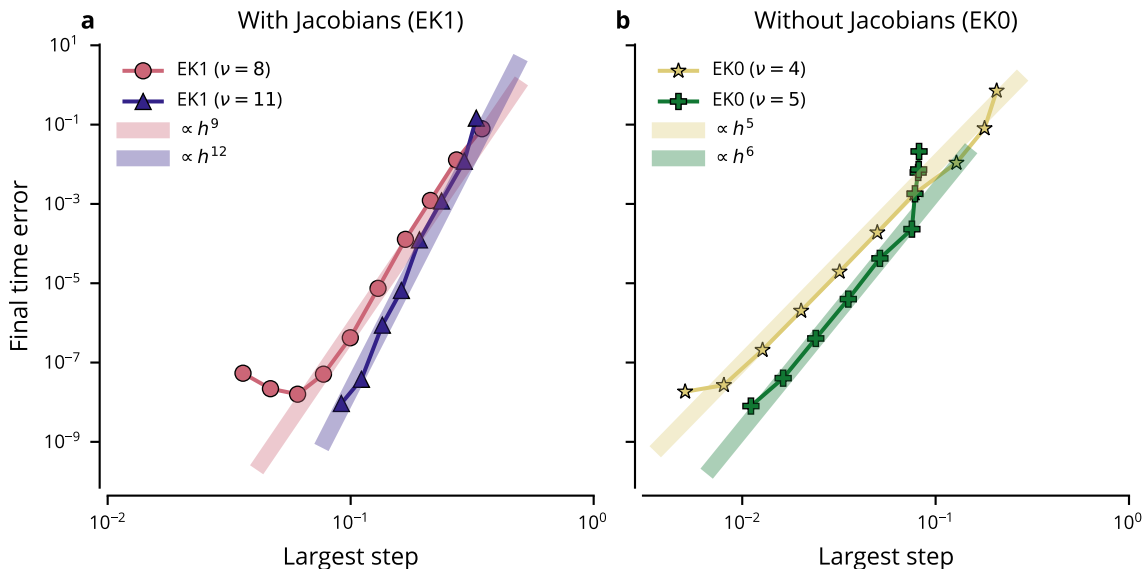 a With Jacobians (EK1)
10¹
10⁻¹
10⁻³
10⁻⁵
10⁻⁷
10⁻⁹
Final time error
EK1 (ν = 8)
EK1 (ν = 11)
∝ h⁹
∝ h¹²
10⁻²
10⁻¹
10⁰
Largest step
b Without Jacobians (EK0)
EK0 (ν = 4)
EK0 (ν = 5)
∝ h⁵
∝ h⁶
10⁻²
10⁻¹
10⁰
Largest step